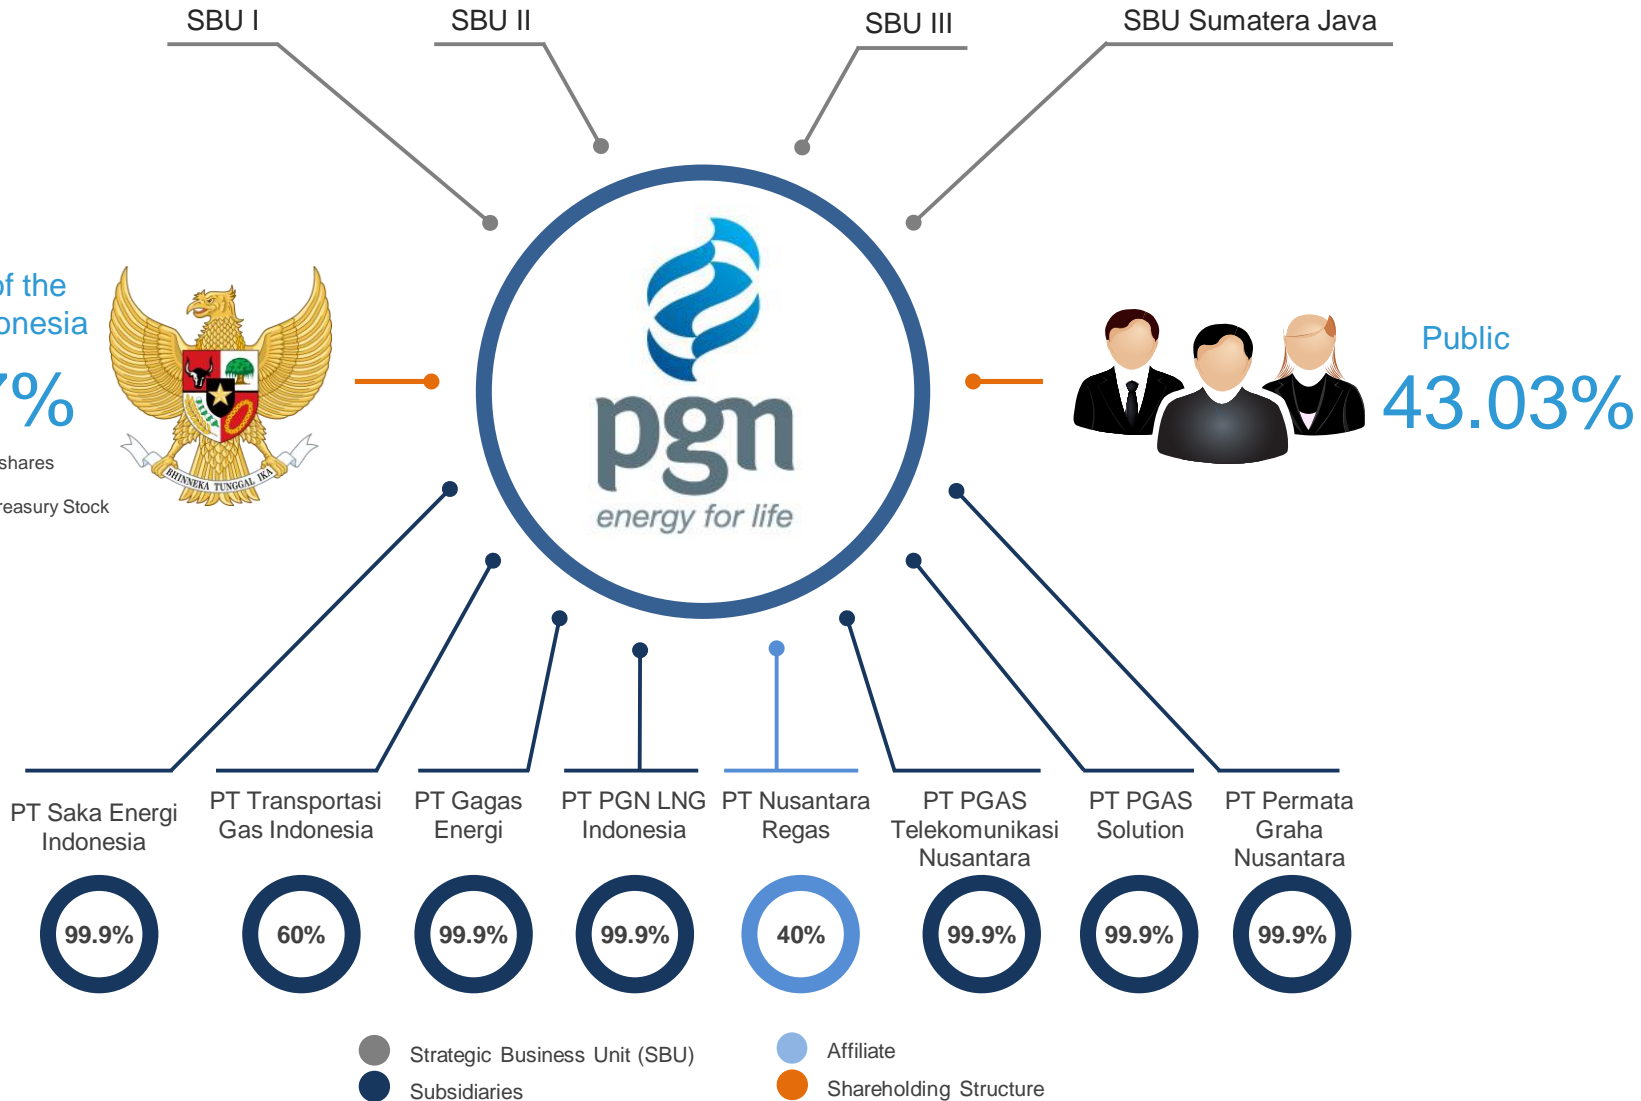 SBU I
SBU II
SBU III
SBU Sumatera Java
of the
onesia
7%
shares
reasury Stock
BHINNEKA TUNGGAL IKA
pgn
energy for life
Public
43.03%
PT Saka Energi
Indonesia
PT Transportasi
Gas Indonesia
PT Gagas
Energi
PT PGN LNG
Indonesia
PT Nusantara
Regas
PT PGAS
Telekomunikasi
Nusantara
PT PGAS
Solution
PT Permata
Graha
Nusantara
99.9%
60%
99.9%
99.9%
40%
99.9%
99.9%
99.9%
Strategic Business Unit (SBU)
Affiliate
Subsidiaries
Shareholding Structure